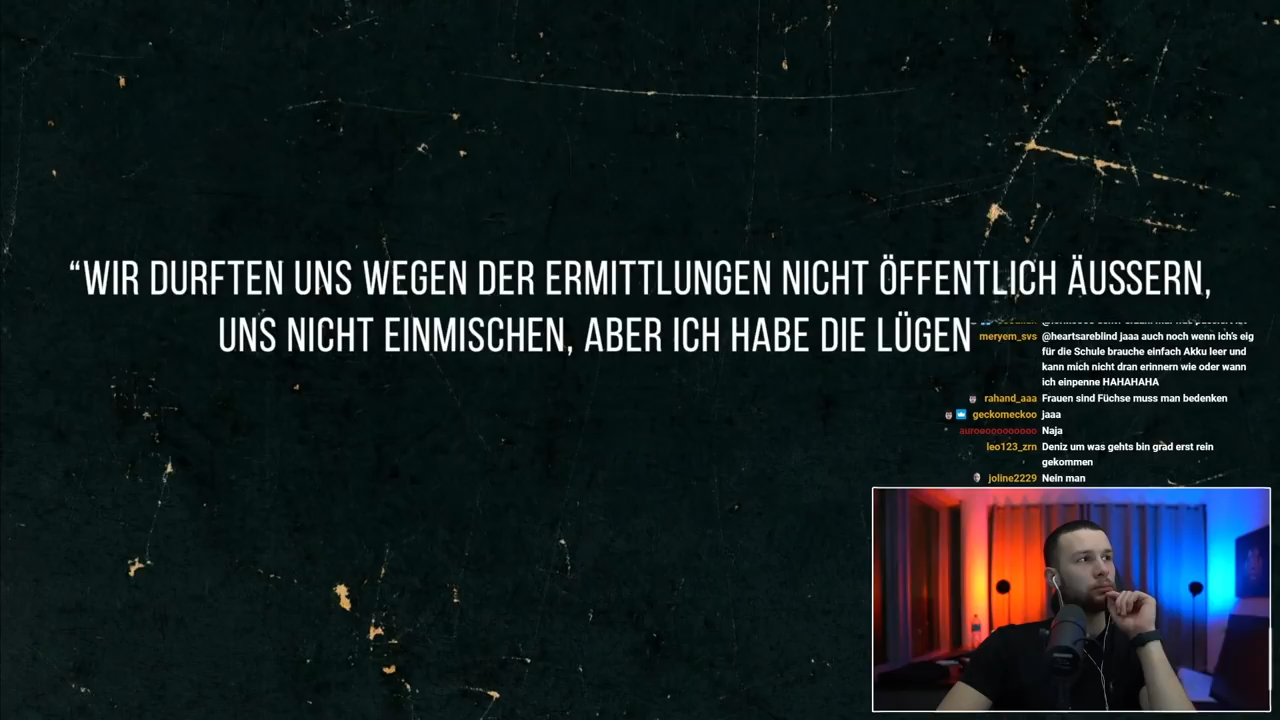 “WIR DURFTEN UNS WEGEN DER ERMITTLUNGEN NICHT ÖFFENTLICH ÄUSSERN,
UNS NICHT EINMISCHEN, ABER ICH HABE DIE LÜGEN
meryem_svs @heartsareblind jaaa auch noch wenn ich's eig
für die Schule brauche einfach Akku leer und
kann mich nicht dran erinnern wie oder wann
ich einpenne HAHAHAHA
rahand_aaa Frauen sind Füchse muss man bedenken
geckomeckoo jaaa
Naja
leo123_zrn Deniz um was gehts bin grad erst rein
gekommen
joline2229 Nein man